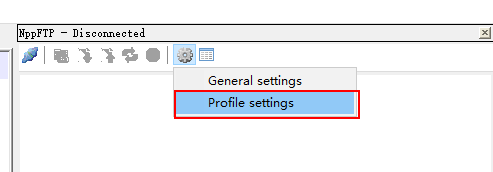 NppFTP - Disconnected
General settings
Profile settings